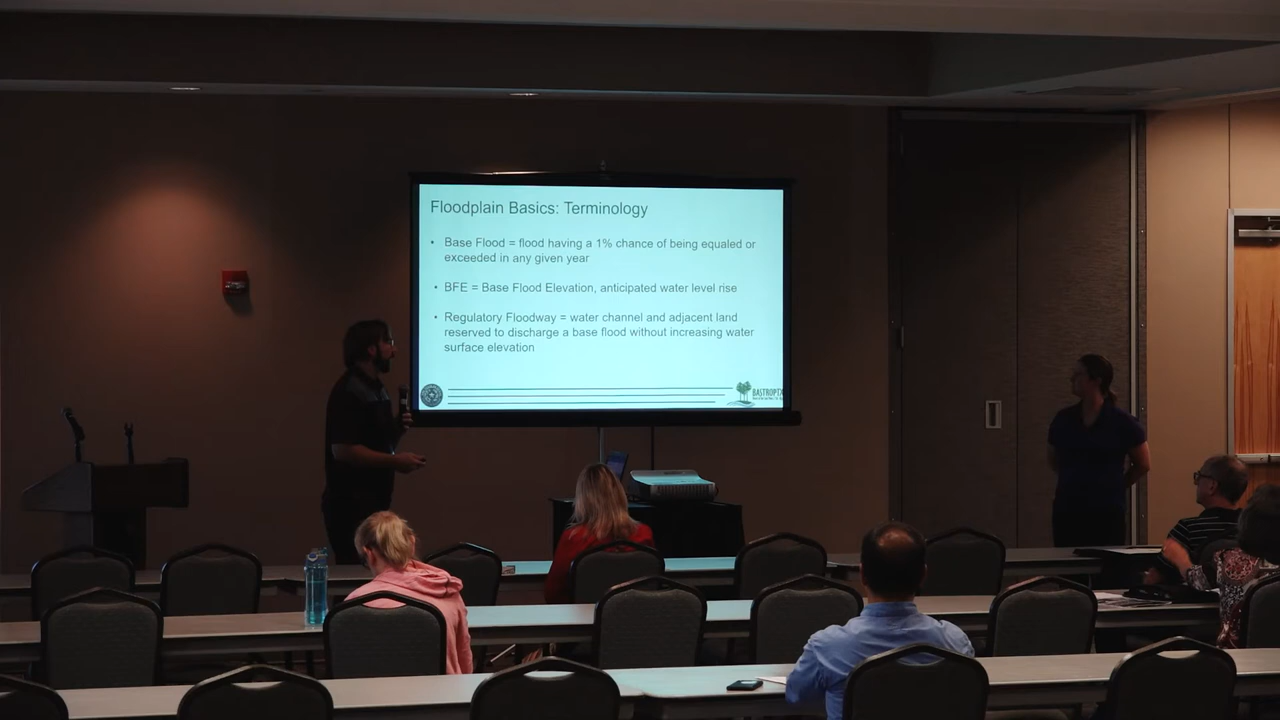 Floodplain Basics: Terminology
• Base Flood = flood having a 1% chance of being equaled or
exceeded in any given year
• BFE = Base Flood Elevation, anticipated water level rise
• Regulatory Floodway = water channel and adjacent land
reserved to discharge a base flood without increasing water
surface elevation
BASTROPTX